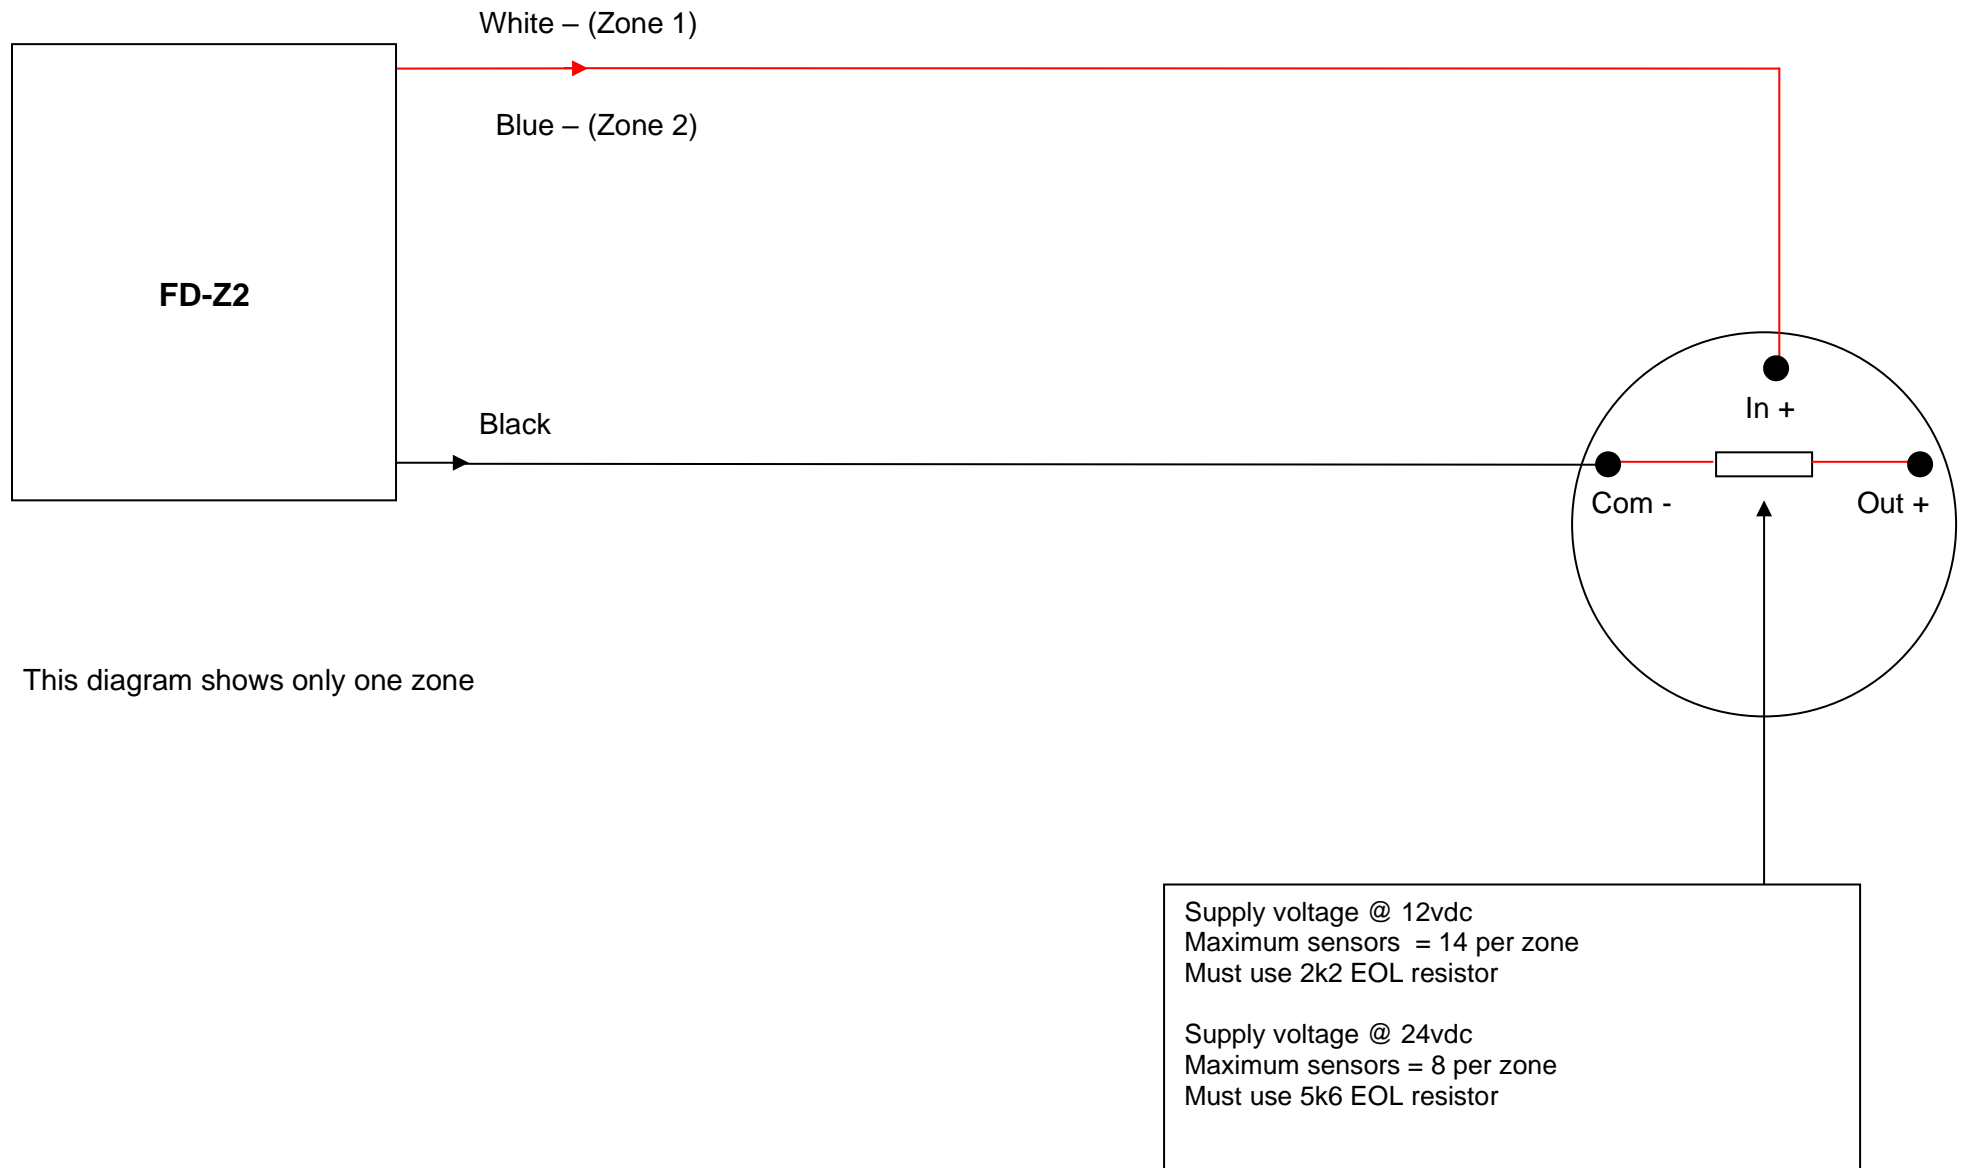 White – (Zone 1)
Blue – (Zone 2)
FD-Z2
In +
Black
Com -
Out +
This diagram shows only one zone
Supply voltage @ 12vdc
Maximum sensors = 14 per zone
Must use 2k2 EOL resistor
Supply voltage @ 24vdc
Maximum sensors = 8 per zone
Must use 5k6 EOL resistor